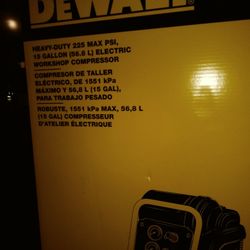 DEWALT
HEAVY-DUTY 225 MAX PSI,
15 GALLON (56.8 L) ELECTRIC
WORKSHOP COMPRESSOR
COMPRESOR DE TALLER
ELÉCTRICO, DE 1551 kPa
MÁXIMO Y 56,8 L (15 GAL),
PARA TRABAJO PESADO
ROBUSTE, 1551 kPa MAX, 56,8 L
(15 GAL) COMPRESSEUR
D'ATELIER ÉLECTRIQUE